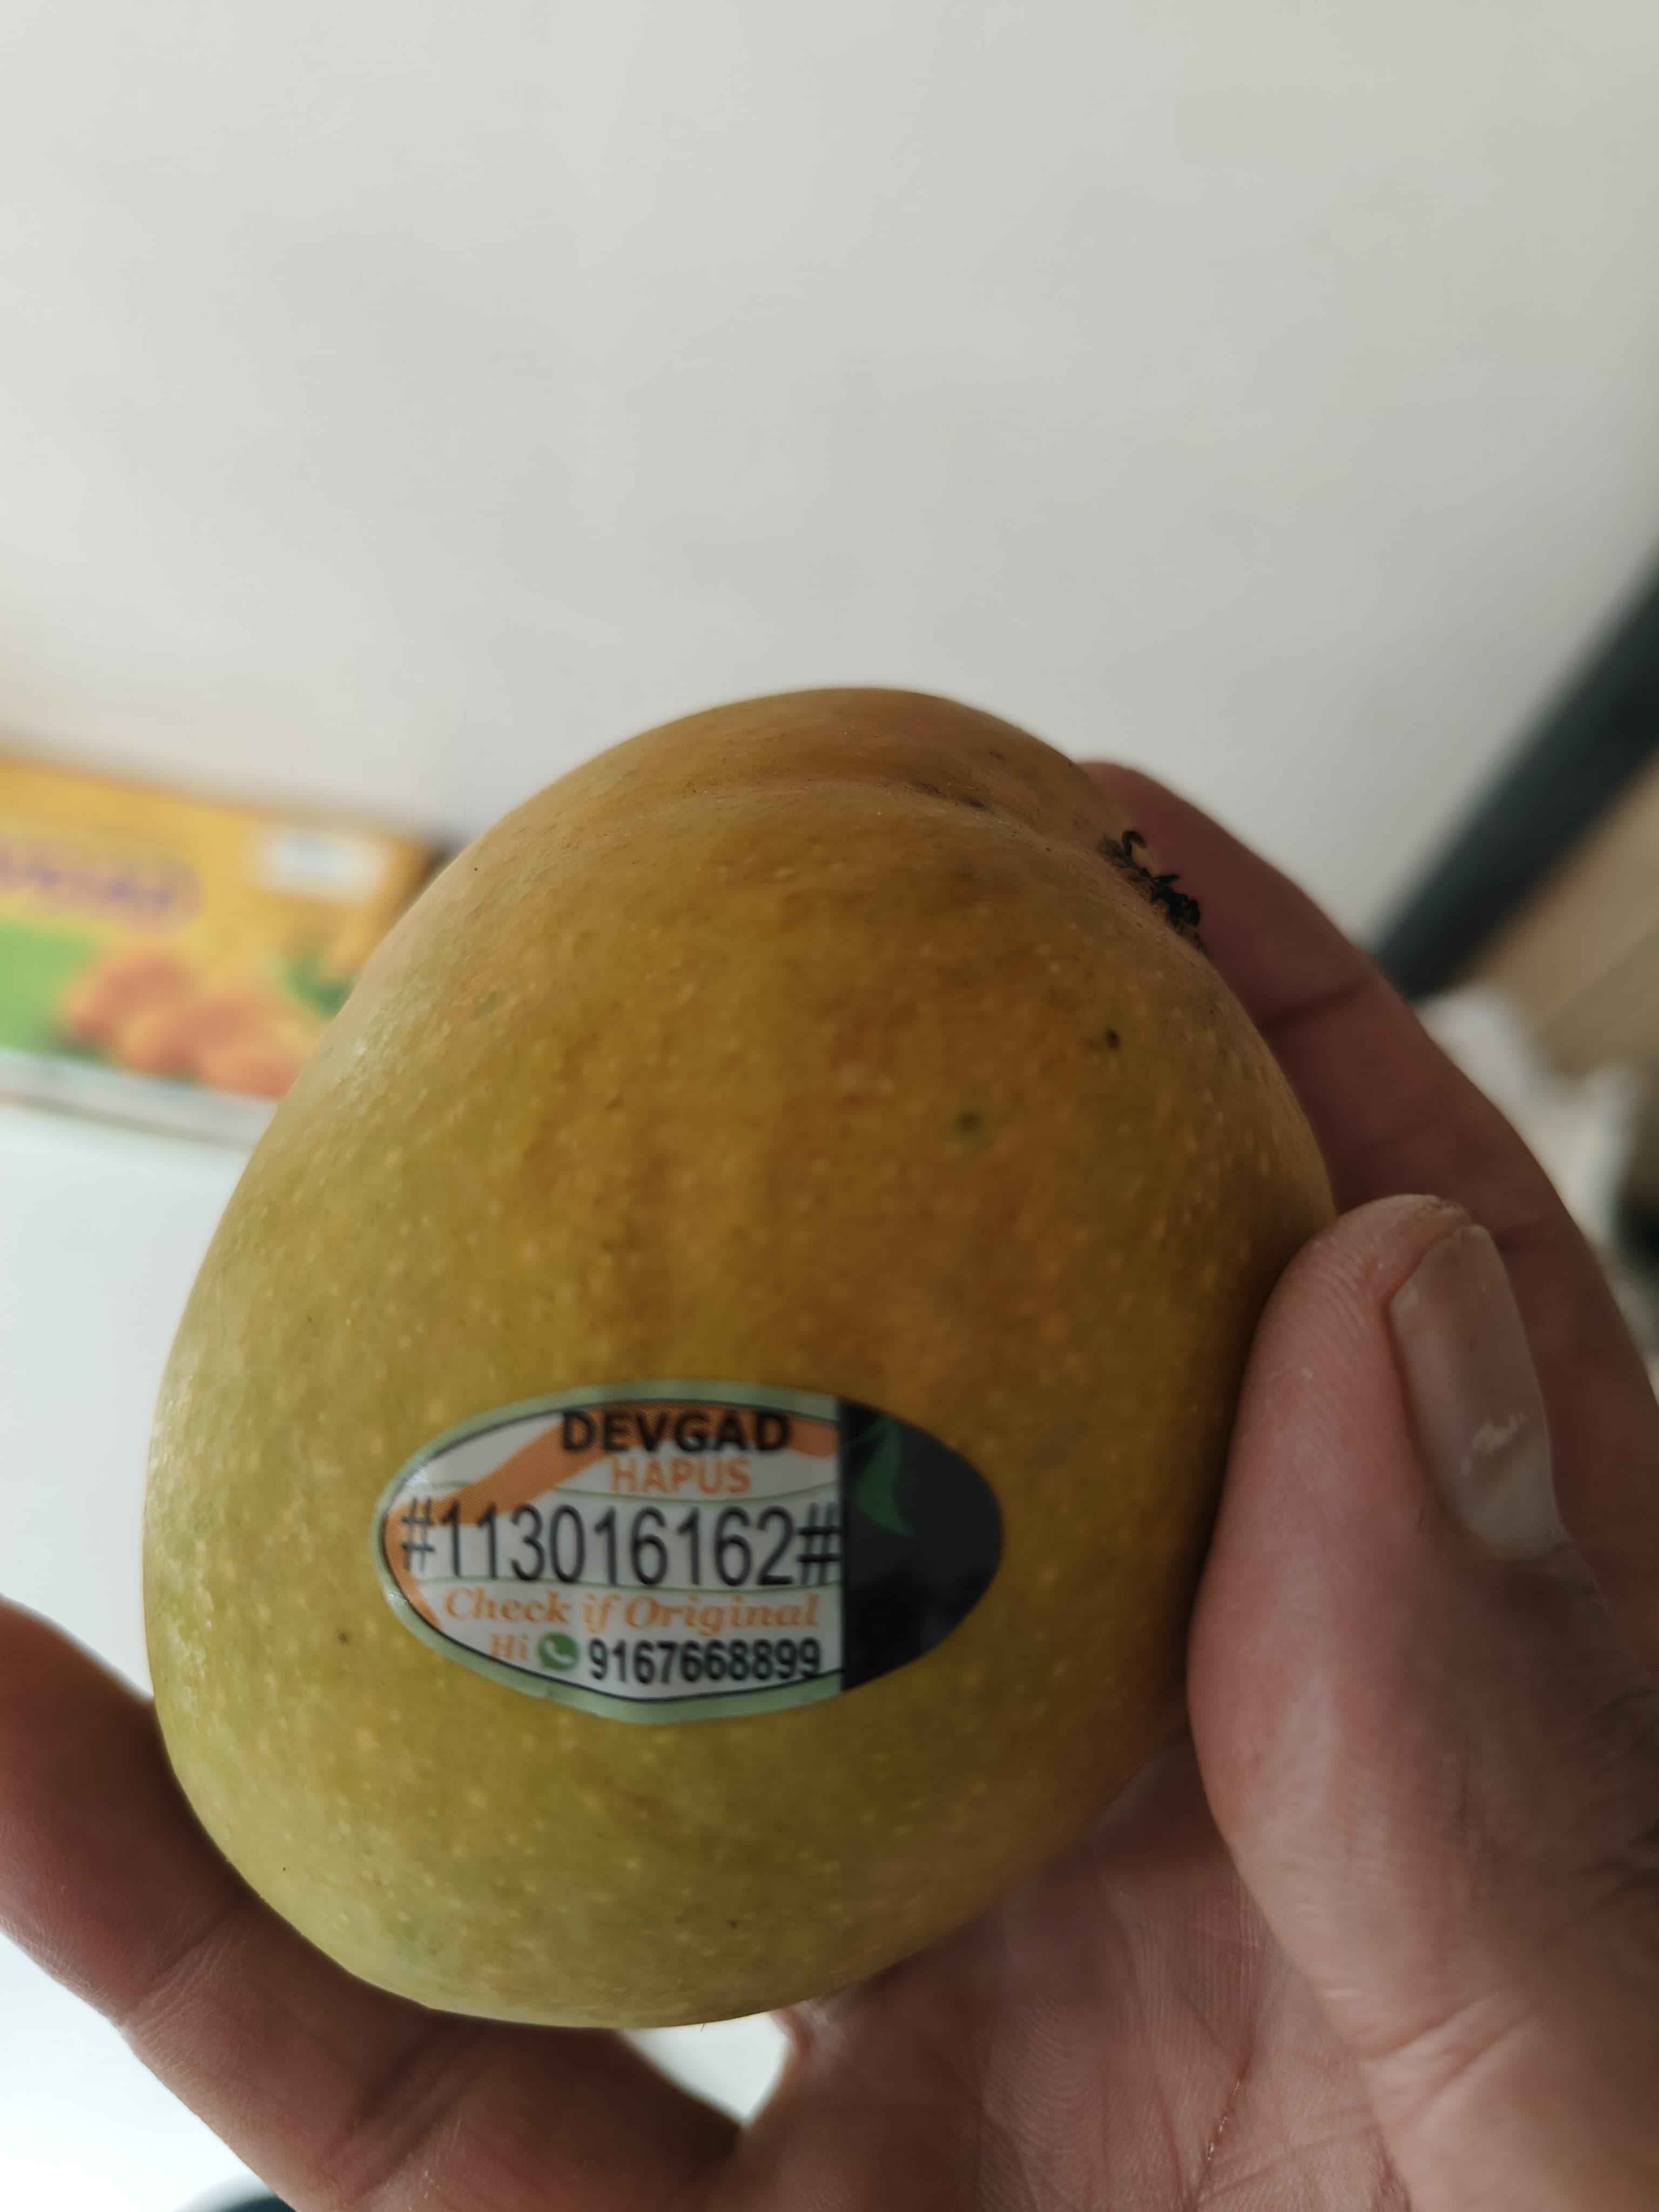 DEVGAD
HAPUS
#113016162#
Check if Original
Hi 9167668899